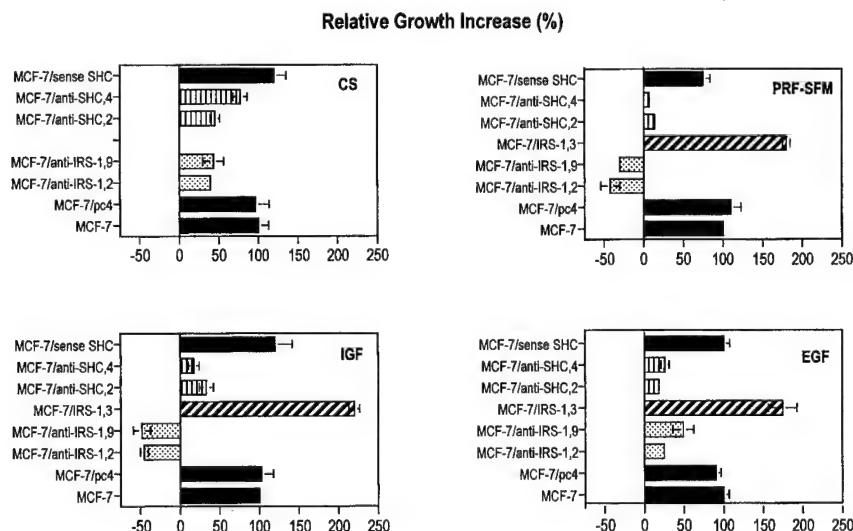 Relative Growth Increase (%)
MCF-7/sense SHC
MCF-7/anti-SHC,4
MCF-7/anti-SHC,2
MCF-7/anti-IRS-1,9
MCF-7/anti-IRS-1,2
MCF-7/pc4
MCF-7
CS
-50 0 50 100 150 200 250
MCF-7/sense SHC
MCF-7/anti-SHC,4
MCF-7/anti-SHC,2
MCF-7/IRS-1,3
MCF-7/anti-IRS-1,9
MCF-7/anti-IRS-1,2
MCF-7/pc4
MCF-7
PRF-SFM
-50 0 50 100 150 200 250
MCF-7/sense SHC
MCF-7/anti-SHC,4
MCF-7/anti-SHC,2
MCF-7/IRS-1,3
MCF-7/anti-IRS-1,9
MCF-7/anti-IRS-1,2
MCF-7/pc4
MCF-7
IGF
-50 0 50 100 150 200 250
MCF-7/sense SHC
MCF-7/anti-SHC,4
MCF-7/anti-SHC,2
MCF-7/IRS-1,3
MCF-7/anti-IRS-1,9
MCF-7/anti-IRS-1,2
MCF-7/pc4
MCF-7
EGF
-50 0 50 100 150 200 250